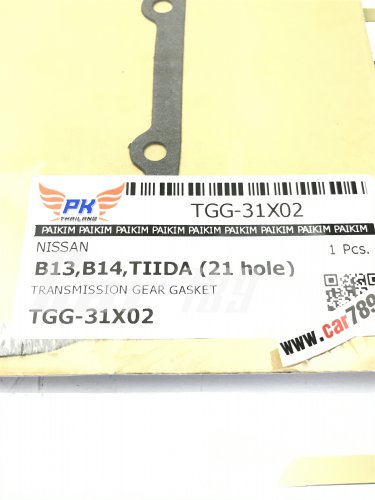 PK
THAILAND
TGG-31X02
PAIKIM PAIKIM PAIKIM PAIKIM PAIKIM PAIKIM PAIKIM PAIKIM PAIKIM
NISSAN
1 Pcs.
B13,B14,TIIDA (21 hole)
TRANSMISSION GEAR GASKET
TGG-31X02
www.car789